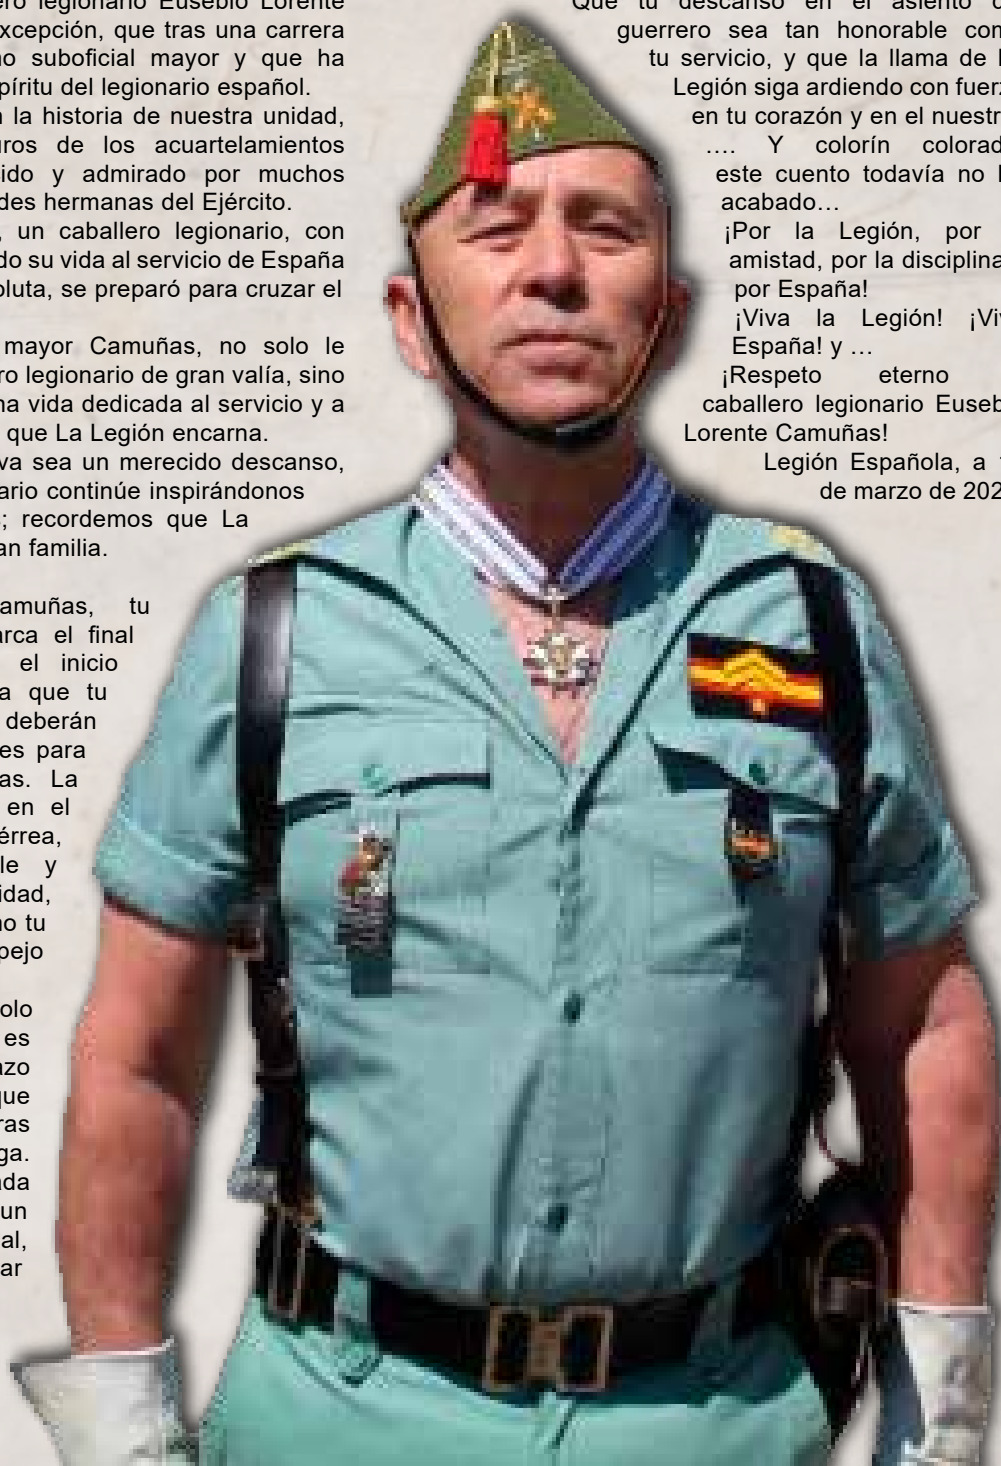 ero legionario Eusebio Lorente
xcepción, que tras una carrera
no suboficial mayor y que ha
píritu del legionario español.
n la historia de nuestra unidad,
uros de los acuartelamientos
ido y admirado por muchos
des hermanas del Ejército.
, un caballero legionario, con
do su vida al servicio de España
oluta, se preparó para cruzar el
mayor Camuñas, no solo le
ro legionario de gran valía, sino
na vida dedicada al servicio y a
que La Legión encarna.
va sea un merecido descanso,
ario continúe inspirándonos
s; recordemos que La
an familia.
amuñas, tu
arca el final
el inicio
a que tu
deberán
es para
as. La
en el
érrea,
le y
idad,
no tu
pejo
olo
es
azo
que
ras
ga.
ada
un
al,
ar
Que tu descanso en el asiento d
guerrero sea tan honorable com
tu servicio, y que la llama de l
Legión siga ardiendo con fuerz
en tu corazón y en el nuestr
…. Y colorín colorad
este cuento todavía no h
acabado…
¡Por la Legión, por
amistad, por la disciplina
por España!
¡Viva la Legión! ¡Viv
España! y …
¡Respeto eterno
caballero legionario Euseb
Lorente Camuñas!
Legión Española, a
de marzo de 202